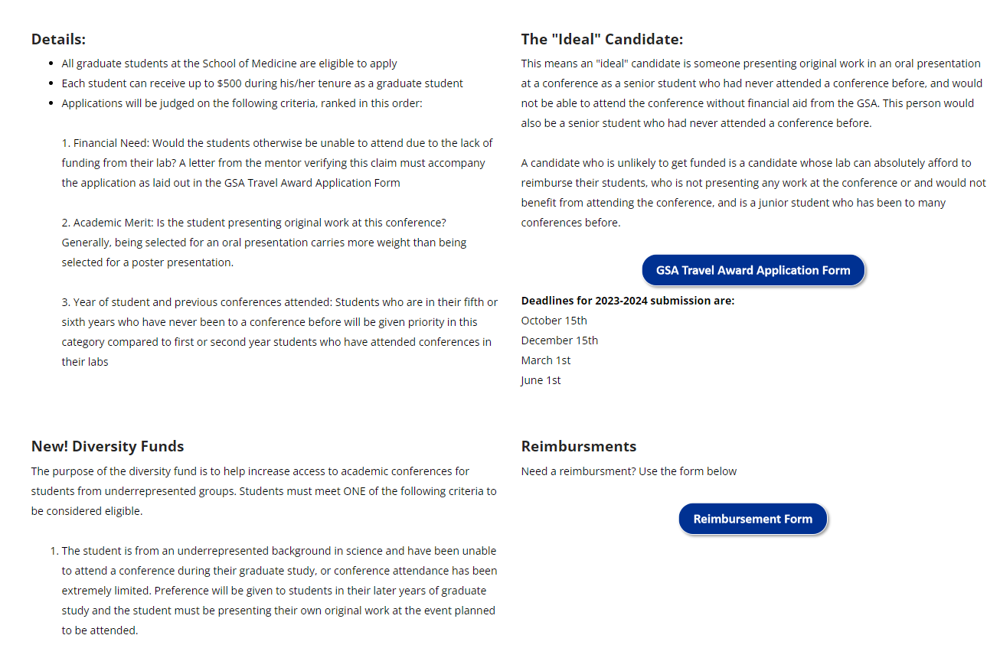 Details:
• All graduate students at the School of Medicine are eligible to apply
• Each student can receive up to $500 during his/her tenure as a graduate student
• Applications will be judged on the following criteria, ranked in this order:
1. Financial Need: Would the students otherwise be unable to attend due to the lack of
funding from their lab? A letter from the mentor verifying this claim must accompany
the application as laid out in the GSA Travel Award Application Form
2. Academic Merit: Is the student presenting original work at this conference?
Generally, being selected for an oral presentation carries more weight than being
selected for a poster presentation.
3. Year of student and previous conferences attended: Students who are in their fifth or
sixth years who have never been to a conference before will be given priority in this
category compared to first or second year students who have attended conferences in
their labs
The "Ideal" Candidate:
This means an "ideal" candidate is someone presenting original work in an oral presentation
at a conference as a senior student who had never attended a conference before, and would
not be able to attend the conference without financial aid from the GSA. This person would
also be a senior student who had never attended a conference before.
A candidate who is unlikely to get funded is a candidate whose lab can absolutely afford to
reimburse their students, who is not presenting any work at the conference or and would not
benefit from attending the conference, and is a junior student who has been to many
conferences before.
GSA Travel Award Application Form
Deadlines for 2023-2024 submission are:
October 15th
December 15th
March 1st
June 1st
New! Diversity Funds
The purpose of the diversity fund is to help increase access to academic conferences for
students from underrepresented groups. Students must meet ONE of the following criteria to
be considered eligible.
1. The student is from an underrepresented background in science and have been unable
to attend a conference during their graduate study, or conference attendance has been
extremely limited. Preference will be given to students in their later years of graduate
study and the student must be presenting their own original work at the event planned
to be attended.
Reimbursments
Need a reimbursment? Use the form below
Reimbursement Form